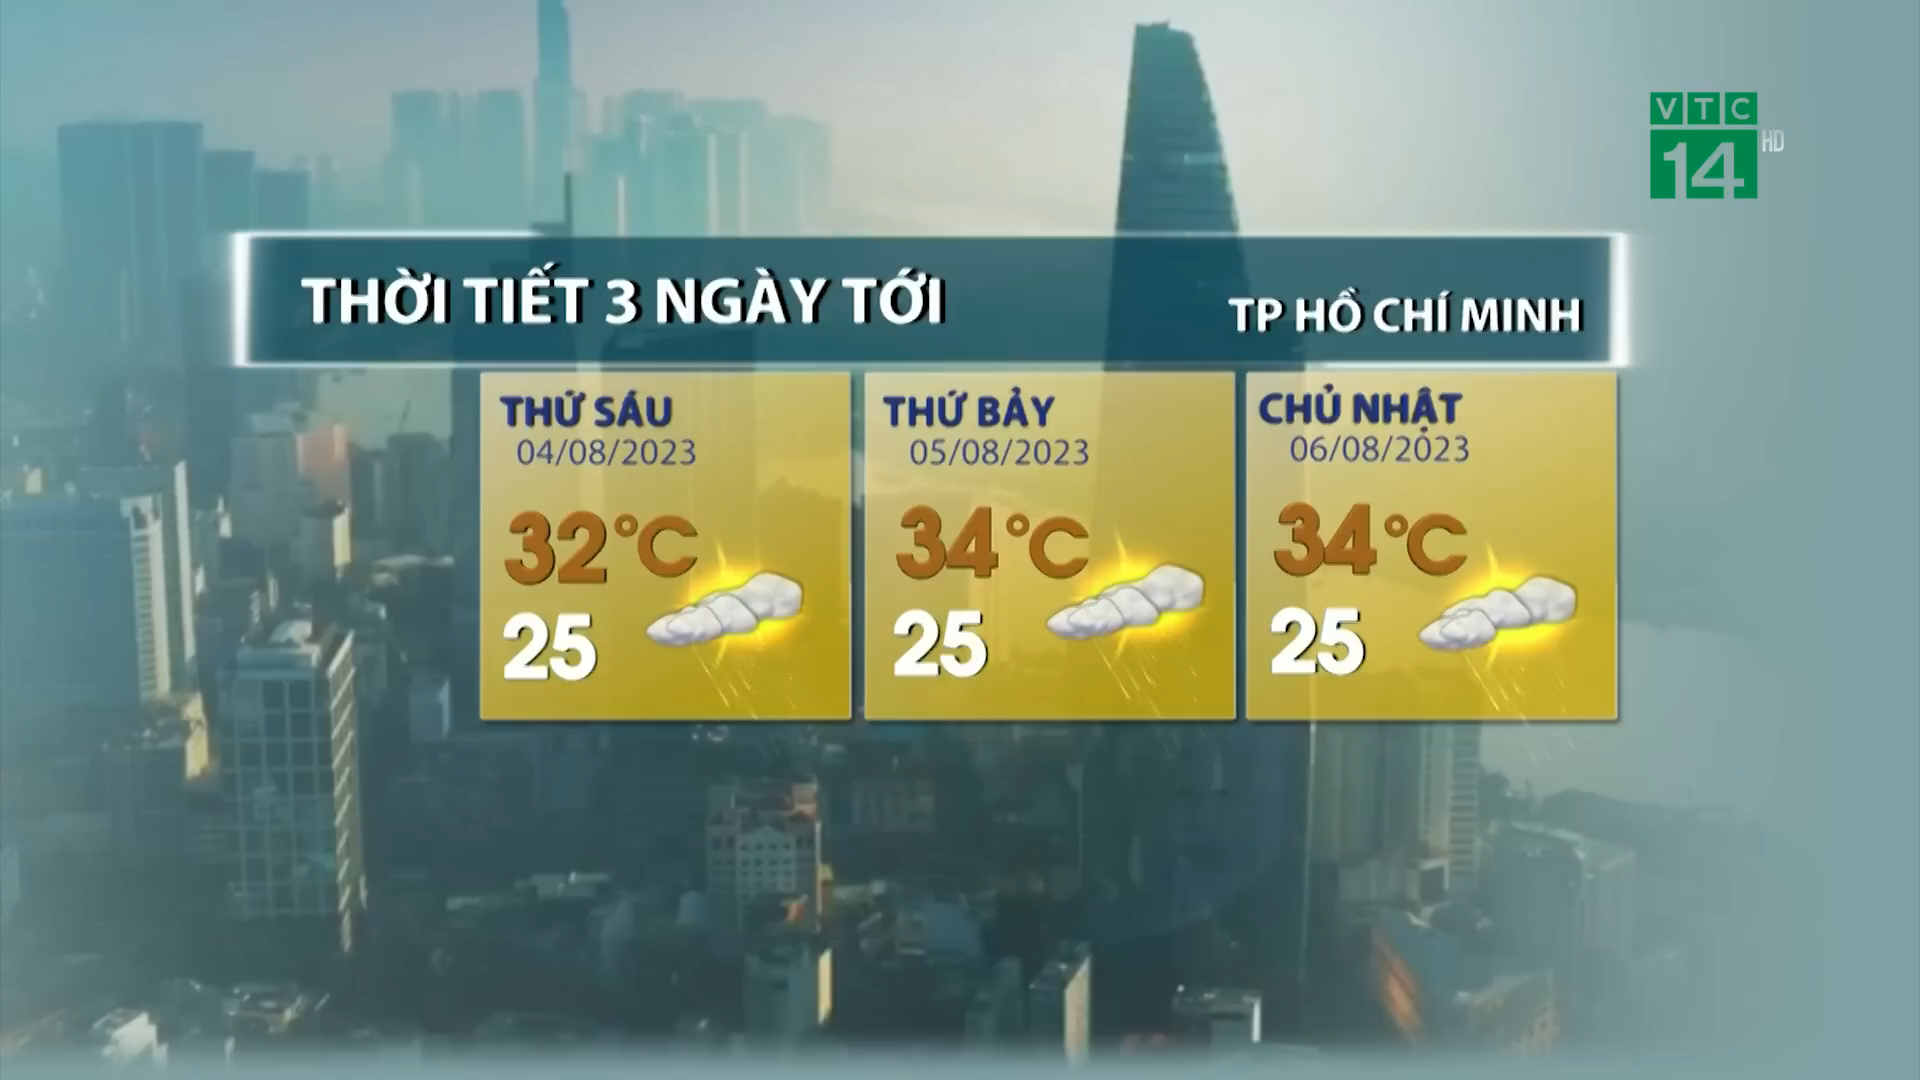 VTC
14 HD
THỜI TIẾT 3 NGÀY TỚI
TP HỒ CHÍ MINH
THỨ SÁU
04/08/2023
32°C
25
THỨ BẢY
05/08/2023
34°C
25
CHỦ NHẬT
06/08/2023
34°C
25